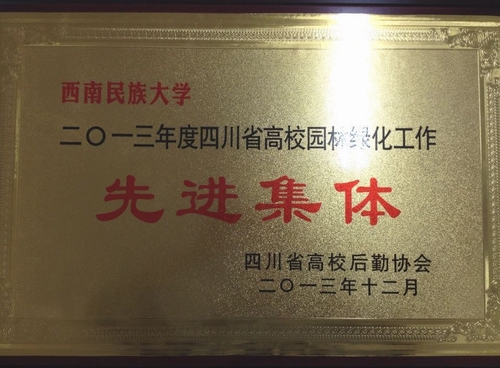 西南民族大学
二〇一三年度四川省高校园林绿化工作
先进集体
四川省高校后勤协会
二〇一三年十二月